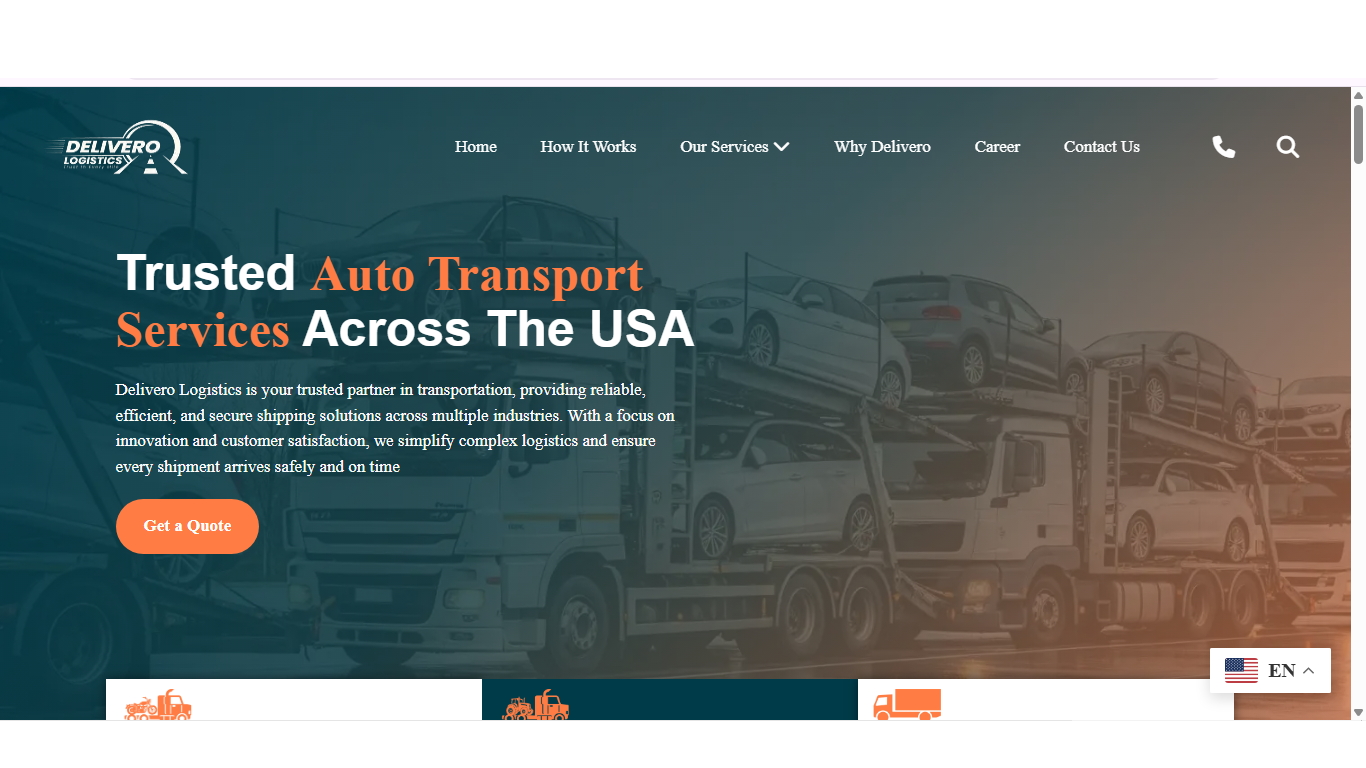 DELIVERO
LOGISTICS
Home How It Works Our Services Why Delivero Career Contact Us
Trusted Auto Transport
Services Across The USA
Delivero Logistics is your trusted partner in transportation, providing reliable,
efficient, and secure shipping solutions across multiple industries. With a focus on
innovation and customer satisfaction, we simplify complex logistics and ensure
every shipment arrives safely and on time
Get a Quote
EN